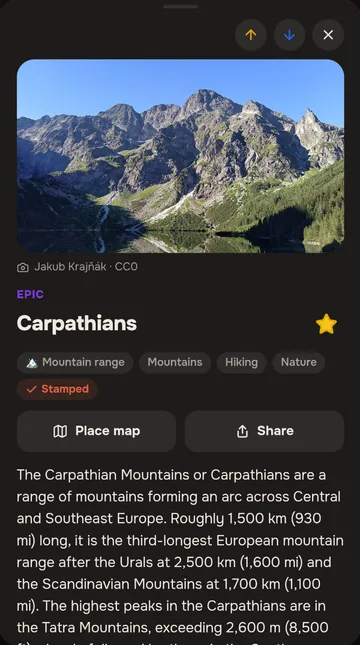 Jakub Krajňák · CC0
EPIC
Carpathians
Mountain range
Mountains
Hiking
Nature
Stamped
Place map
Share
The Carpathian Mountains or Carpathians are a
range of mountains forming an arc across Central
and Southeast Europe. Roughly 1,500 km (930
mi) long, it is the third-longest European mountain
range after the Urals at 2,500 km (1,600 mi) and
the Scandinavian Mountains at 1,700 km (1,100
mi). The highest peaks in the Carpathians are in
the Tatra Mountains, exceeding 2,600 m (8,500